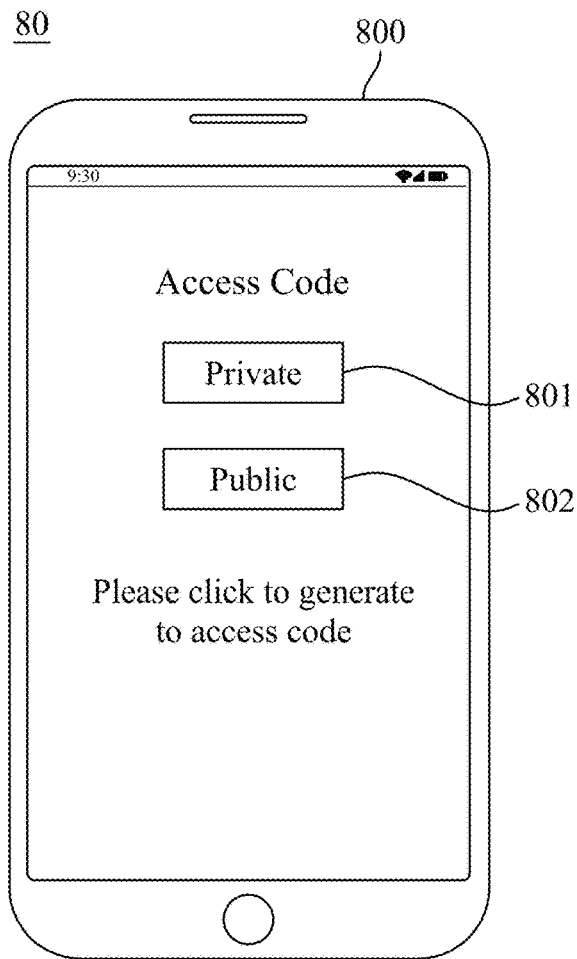 80
800
9:30
Access Code
Private
801
Public
802
Please click to generate
to access code